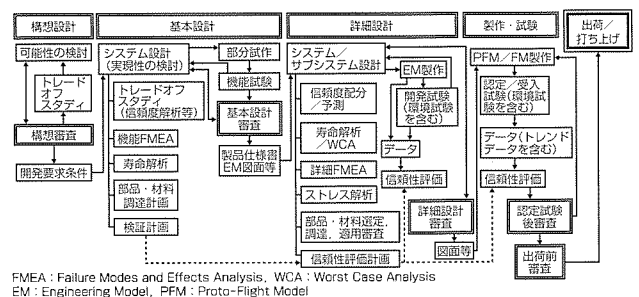 構想設計
可能性の検討
トレード
オフ
スタディ
構想審査
開発要求条件
基本設計
システム設計
(実現性の検討)
トレードオフ
スタディ
(信頼度解析等)
機能FMEA
寿命解析
部品・材料
調達計画
検証計画
部分試作
機能試験
基本設計
審査
製品仕様書
EM図面等
詳細設計
システム/
サブシステム設計
信頼度配分
/予測
寿命解析
/WCA
詳細FMEA
ストレス解析
部品・材料選定,
調達, 適用審査
信頼性評価計画
EM製作
開発試験
(環境試験
を含む)
データ
信頼性評価
詳細設計
審査
図面等
製作・試験
PFM/FM製作
認定/受入
試験(環境試
験を含む)
データ(トレンド
データを含む)
信頼性評価
認定試験
後審査
出荷前
審査
出荷/
打ち上げ
FMEA:Failure Modes and Effects Analysis, WCA:Worst Case Analysis
EM:Engineering Model, PFM:Proto-Flight Model